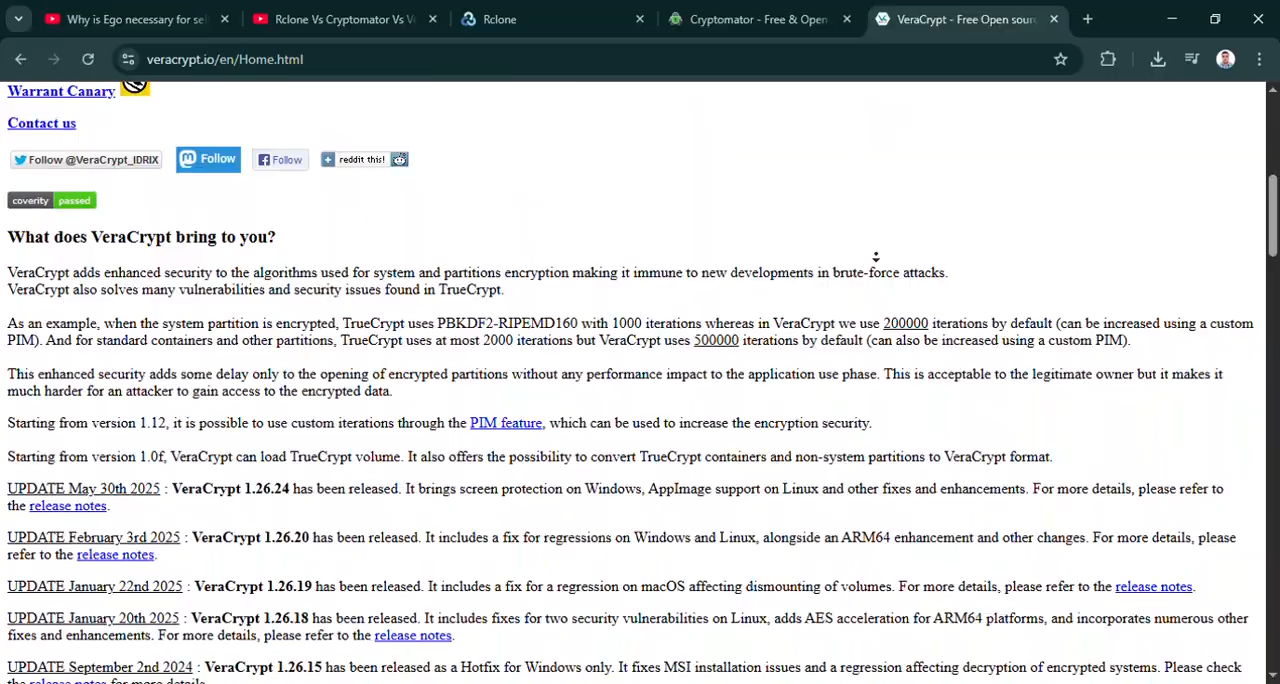 Why is Ego necessary for sel
Rclone Vs Cryptomator Vs V
Rclone
Cryptomator - Free & Open
VeraCrypt - Free Open sour
veracrypt.io/en/Home.html
Warrant Canary
Contact us
Follow @VeraCrypt_IDRIX
Follow
Follow
reddit this!
coverity passed
What does VeraCrypt bring to you?
VeraCrypt adds enhanced security to the algorithms used for system and partitions encryption making it immune to new developments in brute-force attacks.
VeraCrypt also solves many vulnerabilities and security issues found in TrueCrypt.
As an example, when the system partition is encrypted, TrueCrypt uses PBKDF2-RIPEMD160 with 1000 iterations whereas in VeraCrypt we use 200000 iterations by default (can be increased using a custom
PIM). And for standard containers and other partitions, TrueCrypt uses at most 2000 iterations but VeraCrypt uses 500000 iterations by default (can also be increased using a custom PIM).
This enhanced security adds some delay only to the opening of encrypted partitions without any performance impact to the application use phase. This is acceptable to the legitimate owner but it makes it
much harder for an attacker to gain access to the encrypted data.
Starting from version 1.12, it is possible to use custom iterations through the PIM feature, which can be used to increase the encryption security.
Starting from version 1.0f, VeraCrypt can load TrueCrypt volume. It also offers the possibility to convert TrueCrypt containers and non-system partitions to VeraCrypt format.
UPDATE May 30th 2025 : VeraCrypt 1.26.24 has been released. It brings screen protection on Windows, AppImage support on Linux and other fixes and enhancements. For more details, please refer to
the release notes.
UPDATE February 3rd 2025 : VeraCrypt 1.26.20 has been released. It includes a fix for regressions on Windows and Linux, alongside an ARM64 enhancement and other changes. For more details, please
refer to the release notes.
UPDATE January 22nd 2025 : VeraCrypt 1.26.19 has been released. It includes a fix for a regression on macOS affecting dismounting of volumes. For more details, please refer to the release notes.
UPDATE January 20th 2025 : VeraCrypt 1.26.18 has been released. It includes fixes for two security vulnerabilities on Linux, adds AES acceleration for ARM64 platforms, and incorporates numerous other
fixes and enhancements. For more details, please refer to the release notes.
UPDATE September 2nd 2024 : VeraCrypt 1.26.15 has been released as a Hotfix for Windows only. It fixes MSI installation issues and a regression affecting decryption of encrypted systems. Please check
the release notes for more details.